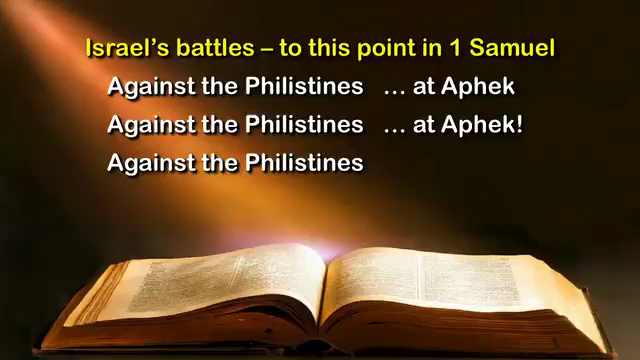 Israel's battles – to this point in 1 Samuel
Against the Philistines … at Aphek
Against the Philistines … at Aphek!
Against the Philistines